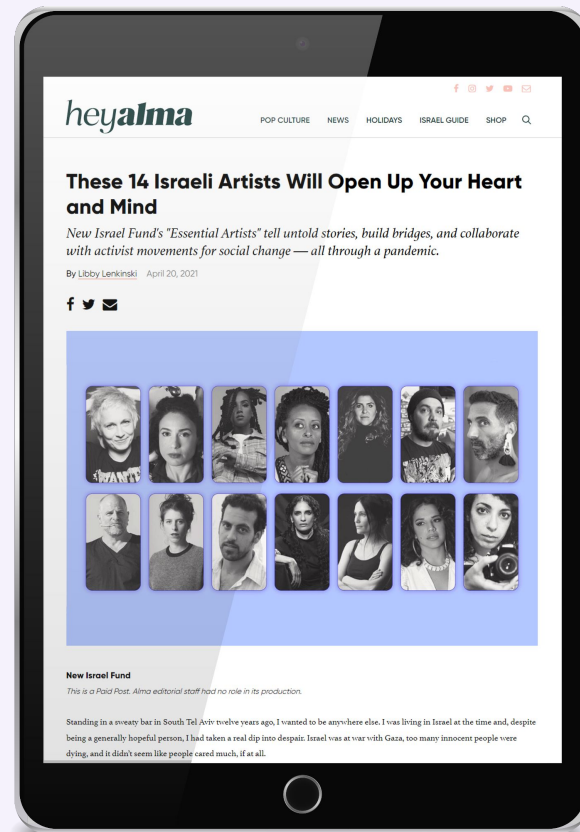 heyalma
POP CULTURE NEWS HOLIDAYS ISRAEL GUIDE SHOP
These 14 Israeli Artists Will Open Up Your Heart
and Mind
New Israel Fund's "Essential Artists" tell untold stories, build bridges, and collaborate
with activist movements for social change — all through a pandemic.
By Libby Lenkinski April 20, 2021
New Israel Fund
This is a Paid Post. Alma editorial staff had no role in its production.
Standing in a sweaty bar in South Tel Aviv twelve years ago, I wanted to be anywhere else. I was living in Israel at the time and, despite
being a generally hopeful person, I had taken a real dip into despair. Israel was at war with Gaza, too many innocent people were
dying, and it didn't seem like people cared much, if at all.